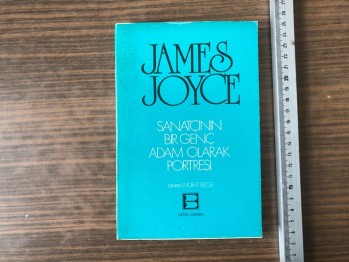 JAMES
JOYCE
SANATÇININ
BİR GENÇ
ADAM OLARAK
PORTRESİ
çeviren: MURAT BELGE